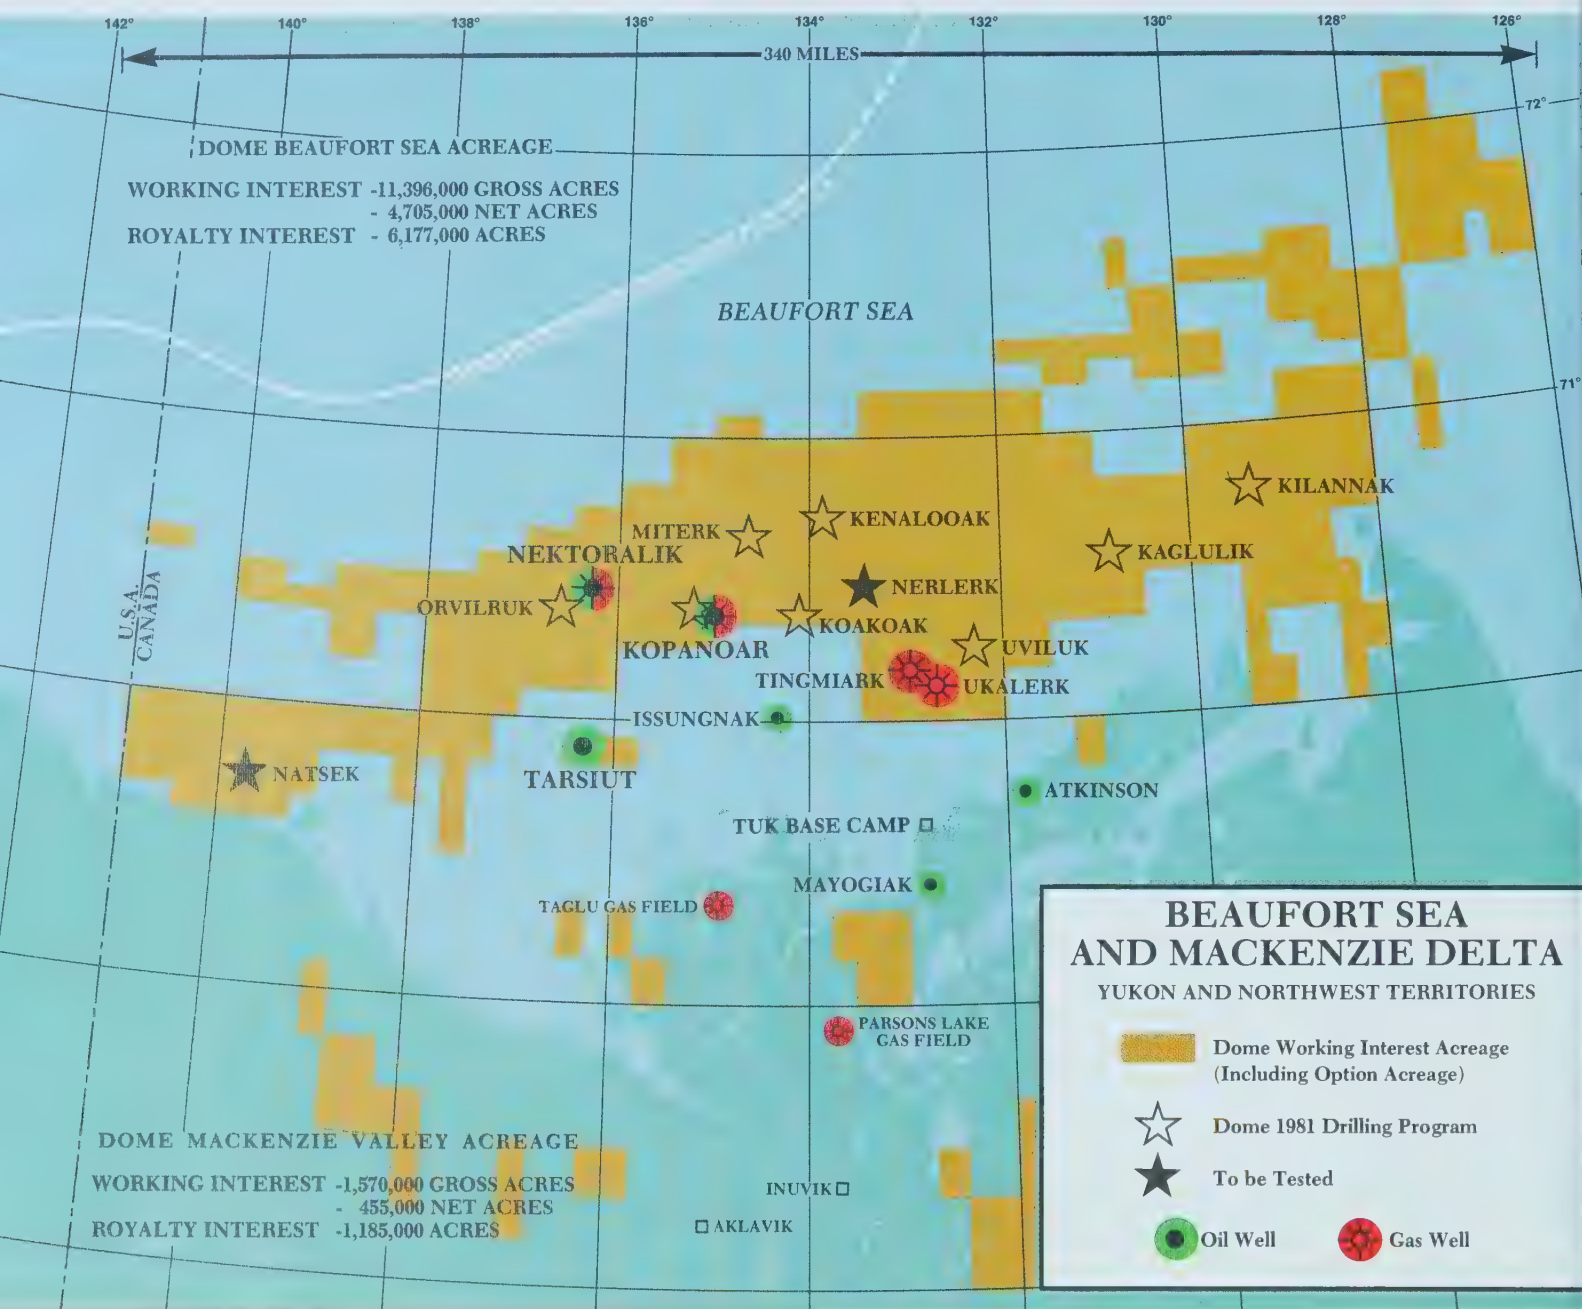 142° 140° 138° 136° 134° 132° 130° 128° 126°
340 MILES
72°
DOME BEAUFORT SEA ACREAGE
WORKING INTEREST -11,396,000 GROSS ACRES
- 4,705,000 NET ACRES
ROYALTY INTEREST - 6,177,000 ACRES
BEAUFORT SEA
71°
KILANNAK
KENALOOAK
MITERK
NEKTORALIK
KAGLULIK
NERLERK
ORVILRUK
KOAKOAK
KOPANOAR
UVILUK
TINGMIARK
UKALERK
U.S.A.
CANADA
ISSUNGNAK
NATSEK
TARSIUT
ATKINSON
TUK BASE CAMP
MAYOGIAK
TAGLU GAS FIELD
PARSONS LAKE
GAS FIELD
DOME MACKENZIE VALLEY ACREAGE
WORKING INTEREST -1,570,000 GROSS ACRES
- 455,000 NET ACRES
ROYALTY INTEREST -1,185,000 ACRES
INUVIK
AKLAVIK
BEAUFORT SEA
AND MACKENZIE DELTA
YUKON AND NORTHWEST TERRITORIES
Dome Working Interest Acreage
(Including Option Acreage)
Dome 1981 Drilling Program
To be Tested
Oil Well
Gas Well